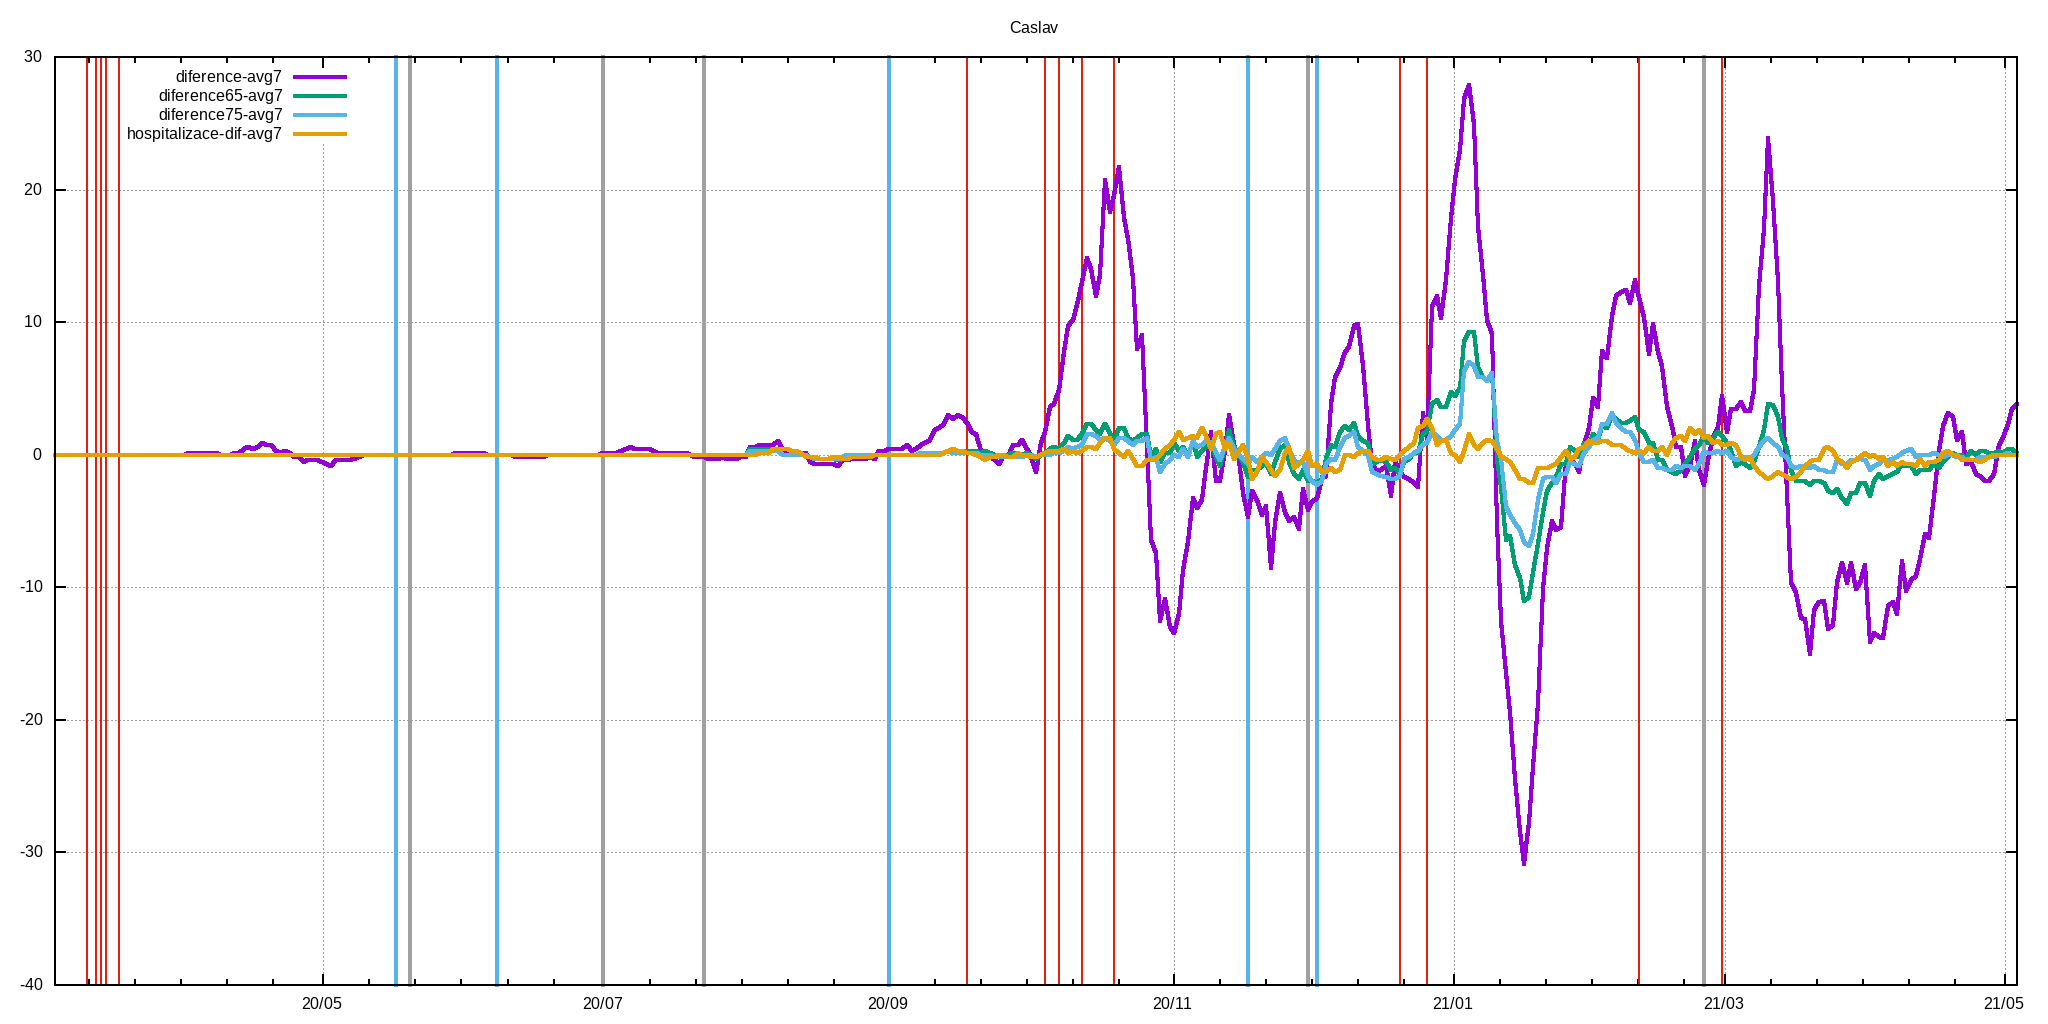 Caslav
diference-avg7
diference65-avg7
diference75-avg7
hospitalizace-dif-avg7
30
20
10
0
-10
-20
-30
-40
20/05 20/07 20/09 20/11 21/01 21/03 21/05